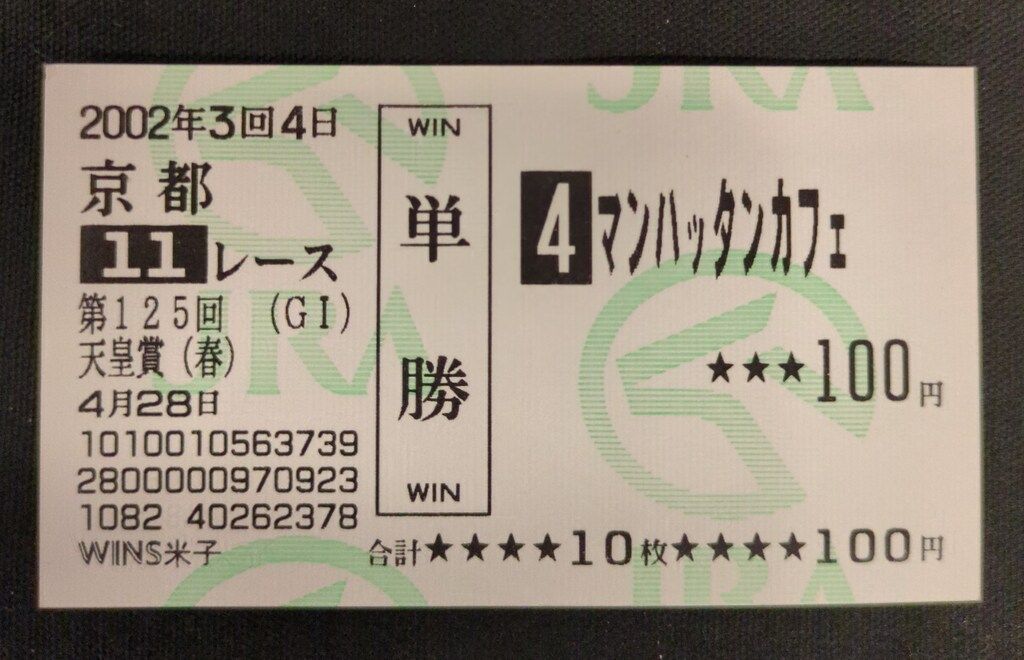 2002年3回4日
京都
11レース
第125回 (GI)
天皇賞(春)
4月28日
1010010563739
2800000970923
1082 40262378
WINS米子
WIN
単勝
WIN
4 マンハッタンカフェ
★★★100円
合計★★★★10枚★★★★100円
JRA
JRA
JRA